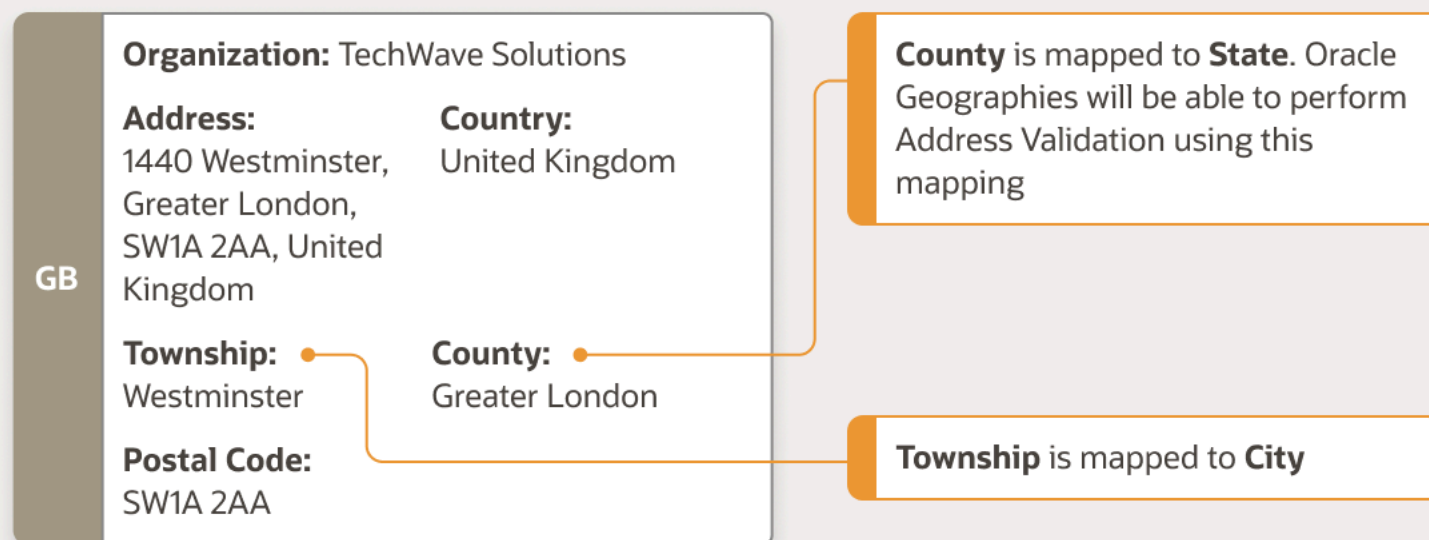 GB
Organization: TechWave Solutions
Address:
1440 Westminster,
Greater London,
SW1A 2AA, United
Kingdom
Country:
United Kingdom
Township:
Westminster
County:
Greater London
Postal Code:
SW1A 2AA
County is mapped to State. Oracle
Geographies will be able to perform
Address Validation using this
mapping
Township is mapped to City